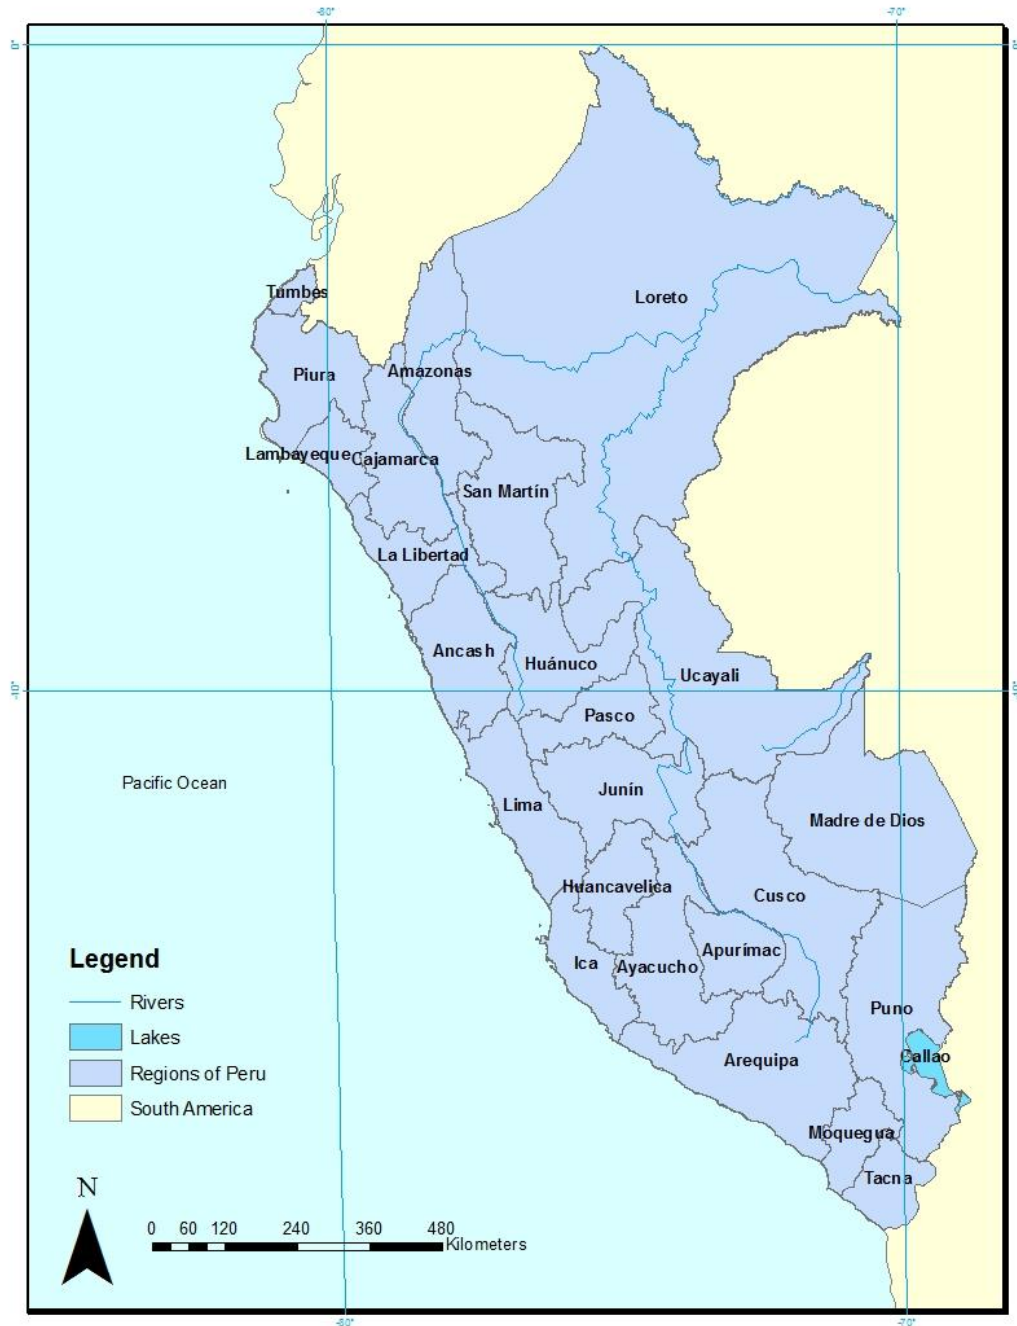 -80°
-70°
0°
0°
Loreto
Tumbes
Piura
Amazonas
Lambayeque
Cajamarca
San Martín
La Libertad
Ancash
Huánuco
Ucayali
-10°
-10°
Pasco
Pacific Ocean
Junín
Lima
Madre de Dios
Huancavelica
Cusco
Apurímac
Ica
Ayacucho
Puno
Callao
Arequipa
Moquegua
Tacna
Legend
Rivers
Lakes
Regions of Peru
South America
N
0 60 120 240 360 480
Kilometers
-80°
-70°